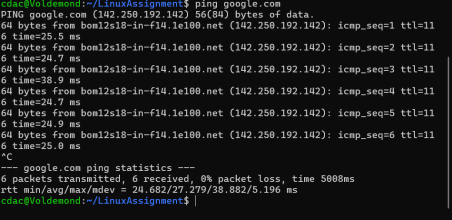 cdac@Voldemond:~/LinuxAssignment$ ping google.com
PING google.com (142.250.192.142) 56(84) bytes of data.
64 bytes from bom12s18-in-f14.1e100.net (142.250.192.142): icmp_seq=1 ttl=11
6 time=25.5 ms
64 bytes from bom12s18-in-f14.1e100.net (142.250.192.142): icmp_seq=2 ttl=11
6 time=24.7 ms
64 bytes from bom12s18-in-f14.1e100.net (142.250.192.142): icmp_seq=3 ttl=11
6 time=38.9 ms
64 bytes from bom12s18-in-f14.1e100.net (142.250.192.142): icmp_seq=4 ttl=11
6 time=24.7 ms
64 bytes from bom12s18-in-f14.1e100.net (142.250.192.142): icmp_seq=5 ttl=11
6 time=24.9 ms
64 bytes from bom12s18-in-f14.1e100.net (142.250.192.142): icmp_seq=6 ttl=11
6 time=25.0 ms
^C
--- google.com ping statistics ---
6 packets transmitted, 6 received, 0% packet loss, time 5008ms
rtt min/avg/max/mdev = 24.682/27.279/38.882/5.196 ms
cdac@Voldemond:~/LinuxAssignment$